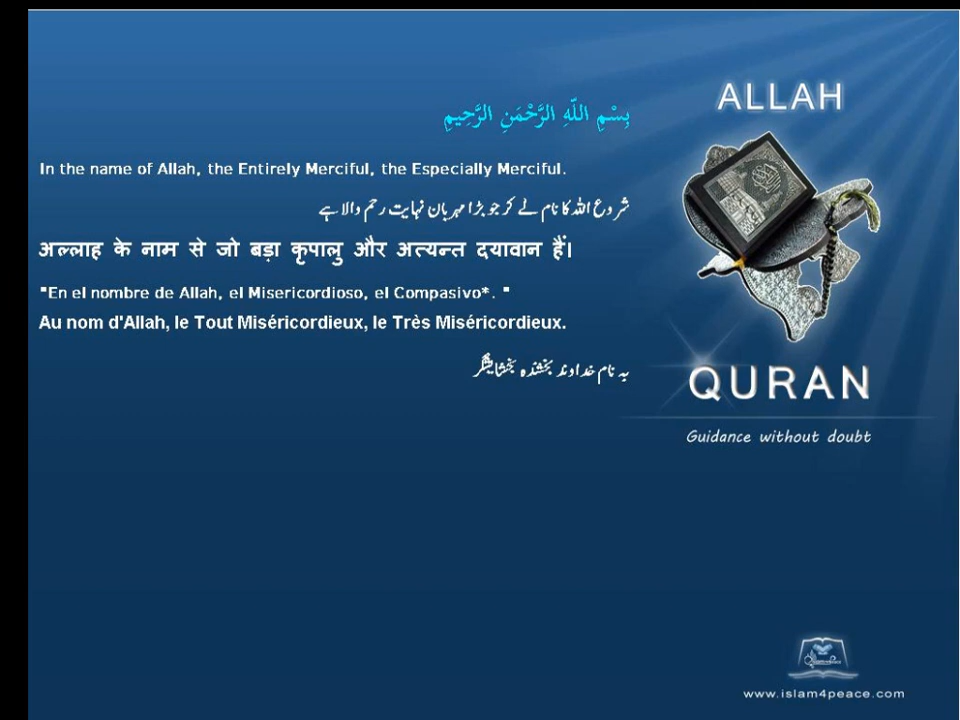 بِسْمِ اللّهِ الرَّحْمَنِ الرَّحِيمِ
In the name of Allah, the Entirely Merciful, the Especially Merciful.
شروع الله کا نام لے کر جو بڑا مہربان نہایت رحم والا ہے
अल्लाह के नाम से जो बड़ा कृपालु और अत्यन्त दयावान हैं।
"En el nombre de Allah, el Misericordioso, el Compasivo*. "
Au nom d'Allah, le Tout Miséricordieux, le Très Miséricordieux.
به نام خداوند بخشنده بخشایشگر
ALLAH
QURAN
Guidance without doubt
www.islam4peace.com